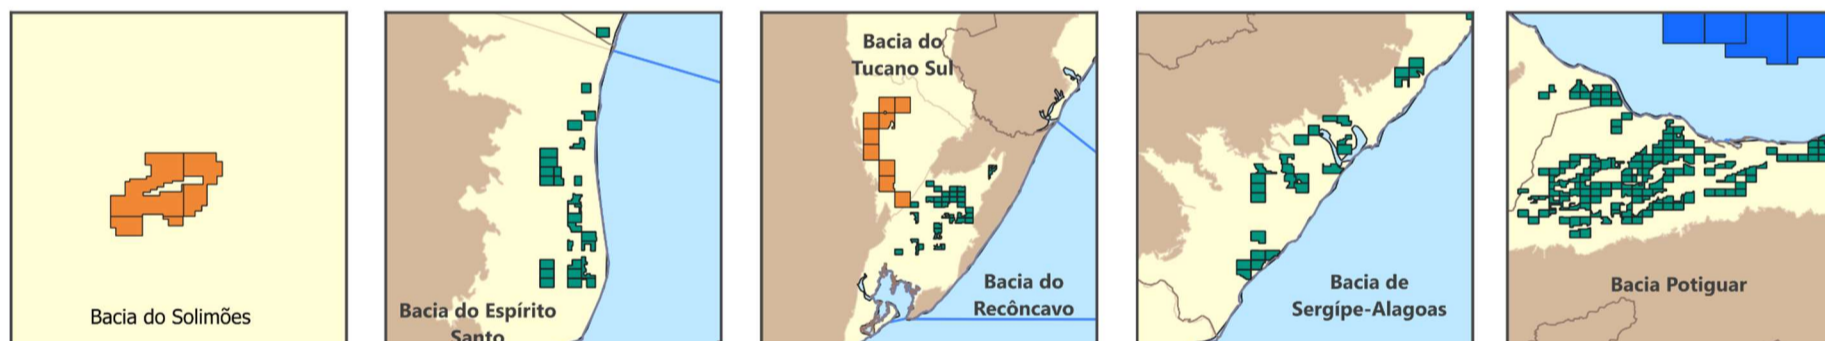 Bacia do Solimões
Bacia do Espírito
Santo
Bacia do
Tucano Sul
Bacia do
Recôncavo
Bacia de
Sergípe-Alagoas
Bacia Potiguar